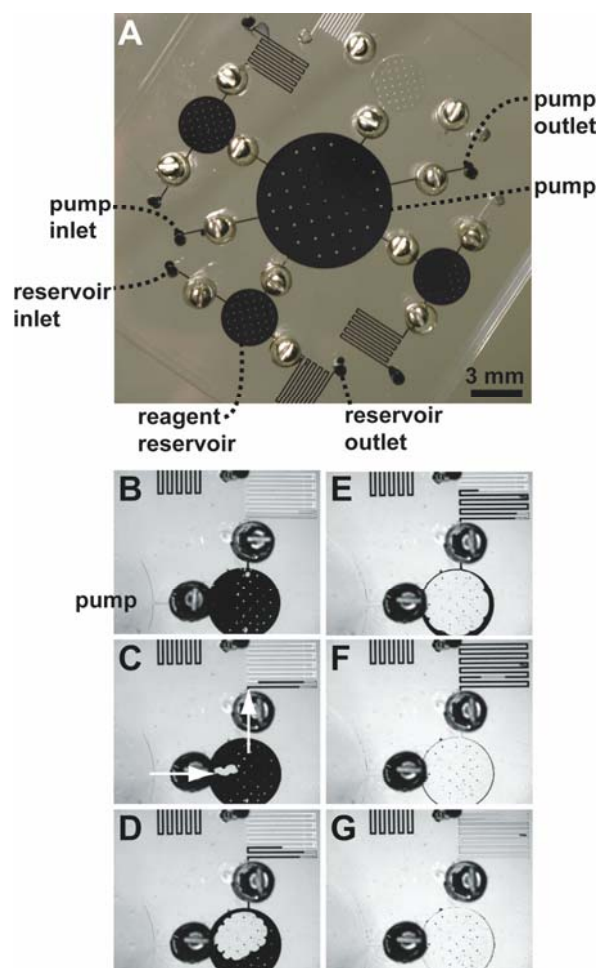 A
pump
outlet
pump
pump
inlet
reservoir
inlet
3 mm
reagent
reservoir
reservoir
outlet
B
E
pump
C
F
D
G